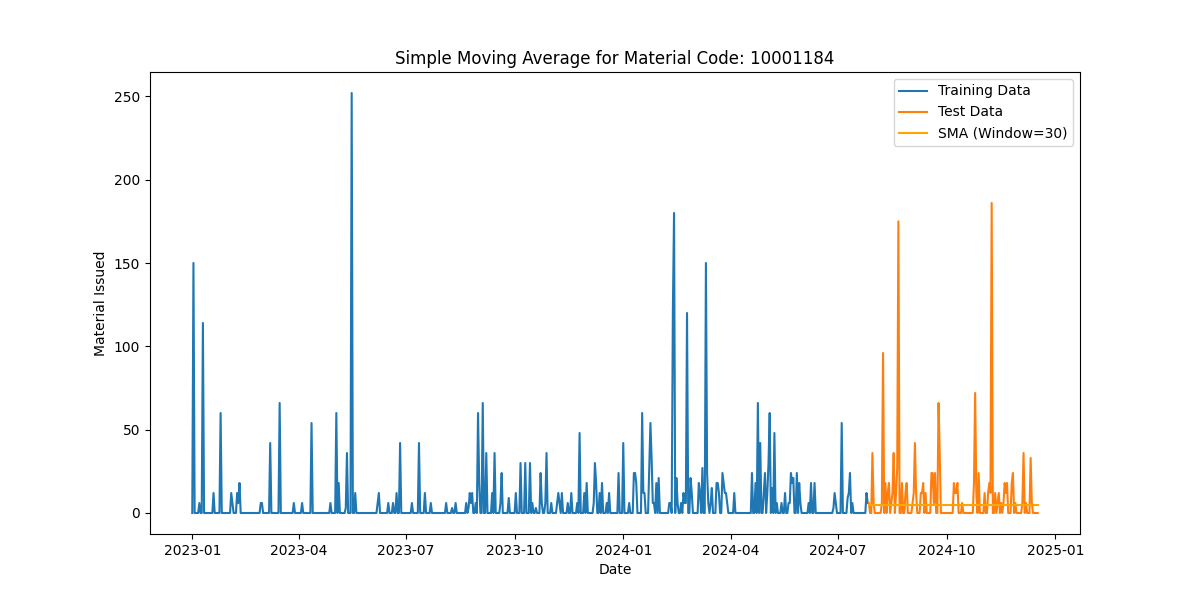 Simple Moving Average for Material Code: 10001184
Training Data
Test Data
SMA (Window=30)
250
200
150
100
50
0
Material Issued
2023-01 2023-04 2023-07 2023-10 2024-01 2024-04 2024-07 2024-10 2025-01
Date